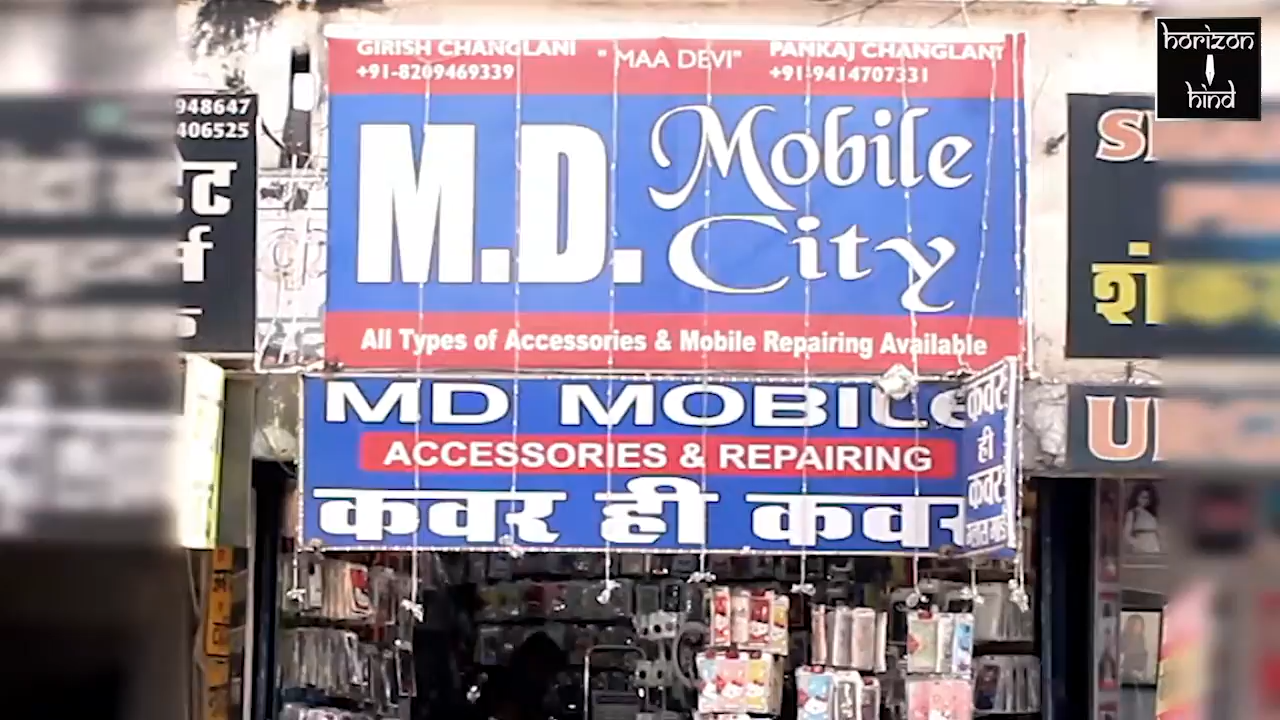 GIRISH CHANGLANI
+91-8209469339
" MAA DEVI"
PANKAJ CHANGLANI
+91-9414707331
M.D. Mobile City
All Types of Accessories & Mobile Repairing Available
MD MOBILE
ACCESSORIES & REPAIRING
कवर ही कवर
कवर
ही
कवर
948647
406525
horizon
hind